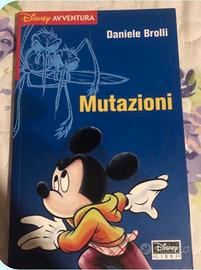 Disney AVVENTURA
Daniele Brolli
Mutazioni
Disney
LIBRI